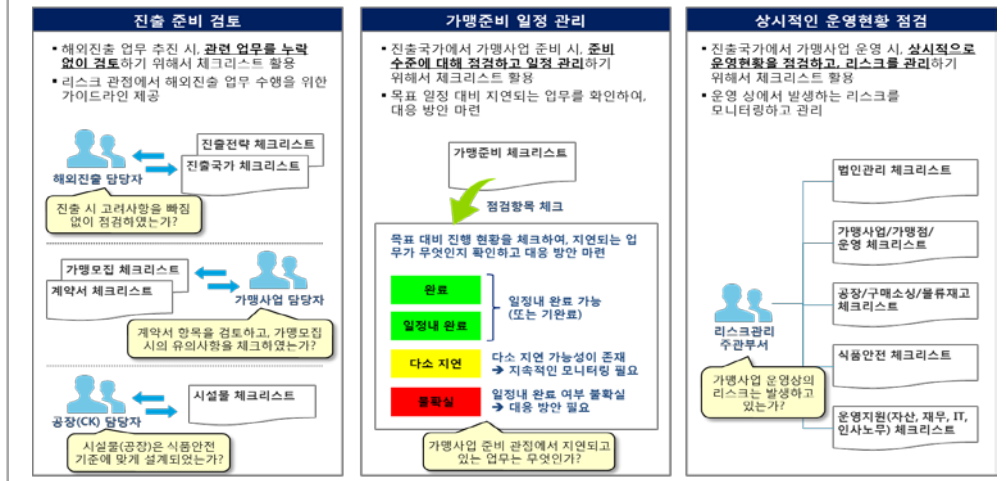 진출 준비 검토
▪ 해외진출 업무 추진 시, 관련 업무를 누락
없이 검토하기 위해서 체크리스트 활용
▪ 리스크 관점에서 해외진출 업무 수행을 위한
가이드라인 제공
진출전략 체크리스트
진출국가 체크리스트
해외진출 담당자
진출 시 고려사항을 빠짐
없이 점검하였는가?
가맹모집 체크리스트
계약서 체크리스트
가맹사업 담당자
계약서 항목을 검토하고, 가맹모집
시의 유의사항을 체크하였는가?
시설물 체크리스트
공장(CK) 담당자
시설물(공장)은 식품안전
기준에 맞게 설계되었는가?
가맹준비 일정 관리
▪ 진출국가에서 가맹사업 준비 시, 준비
수준에 대해 점검하고 일정 관리하기
위해서 체크리스트 활용
▪ 목표 일정 대비 지연되는 업무를 확인하여,
대응 방안 마련
가맹준비 체크리스트
점검항목 체크
목표 대비 진행 현황을 체크하여, 지연되는 업
무가 무엇인지 확인하고 대응 방안 마련
완료
일정내 완료
일정내 완료 가능
(또는 기완료)
다소 지연
다소 지연 가능성이 존재
➔ 지속적인 모니터링 필요
불확실
일정내 완료 여부 불확실
➔ 대응 방안 필요
가맹사업 준비 관점에서 지연되고
있는 업무는 무엇인가?
상시적인 운영현황 점검
▪ 진출국가에서 가맹사업 운영 시, 상시적으로
운영현황을 점검하고, 리스크를 관리하기
위해서 체크리스트 활용
▪ 운영 상에서 발생하는 리스크를
모니터링하고 관리
법인관리 체크리스트
가맹사업/가맹점/
운영 체크리스트
공장/구매소싱/물류재고
체크리스트
리스크관리
주관부서
식품안전 체크리스트
가맹사업 운영상의
리스크는 발생하고
있는가?
운영지원(자산, 재무, IT,
인사노무) 체크리스트